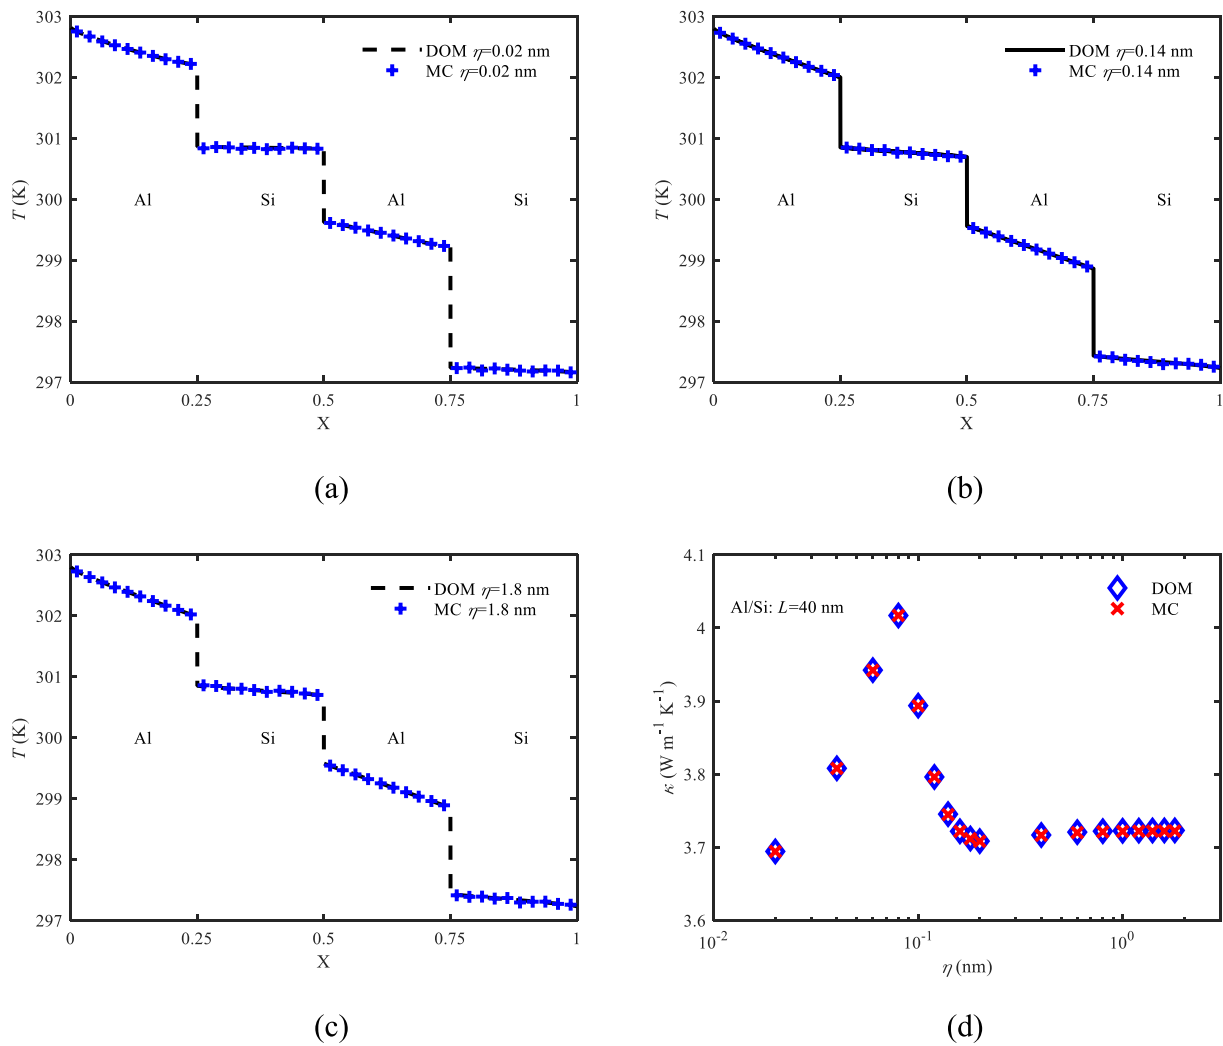 303
302
301
300
299
298
297
T (K)
DOM η=0.02 nm
MC η=0.02 nm
Al
Si
Al
Si
0
0.25
0.5
0.75
1
X
(a)
303
302
301
300
299
298
297
T (K)
DOM η=0.14 nm
MC η=0.14 nm
Al
Si
Al
Si
0
0.25
0.5
0.75
1
X
(b)
303
302
301
300
299
298
297
T (K)
DOM η=1.8 nm
MC η=1.8 nm
Al
Si
Al
Si
0
0.25
0.5
0.75
1
X
(c)
4.1
4
3.9
3.8
3.7
3.6
κ (W m⁻¹ K⁻¹)
DOM
MC
Al/Si: L=40 nm
10⁻²
10⁻¹
10⁰
η (nm)
(d)